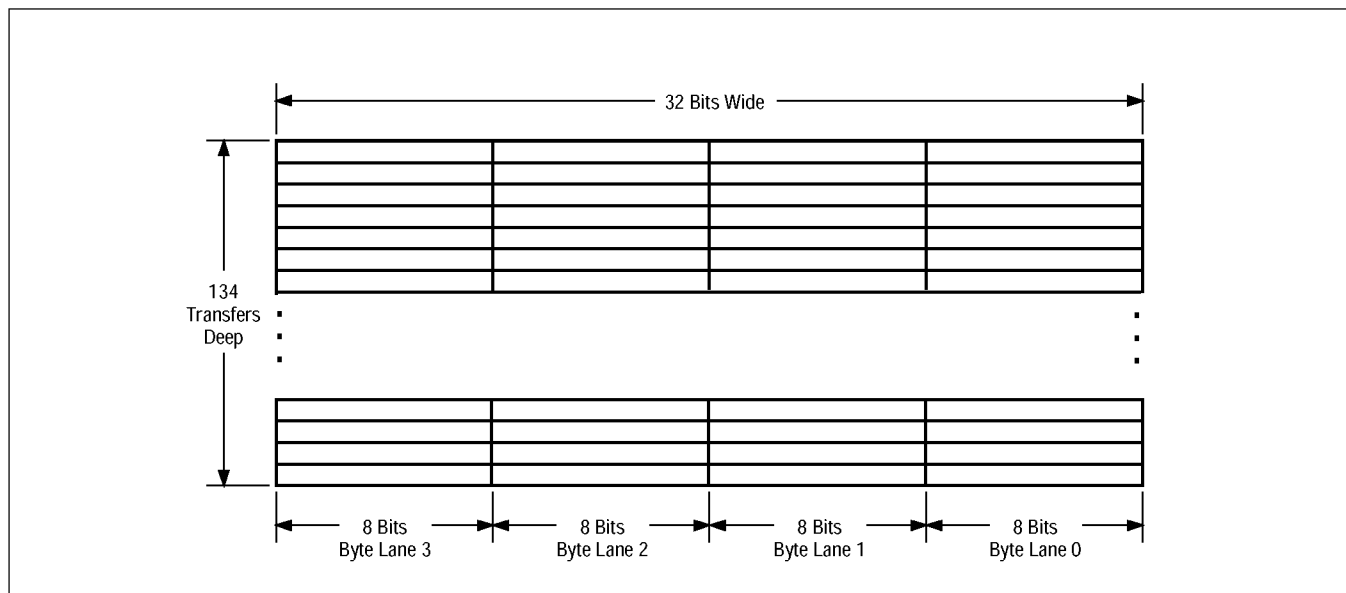 32 Bits Wide
134
Transfers
Deep
8 Bits
Byte Lane 3
8 Bits
Byte Lane 2
8 Bits
Byte Lane 1
8 Bits
Byte Lane 0